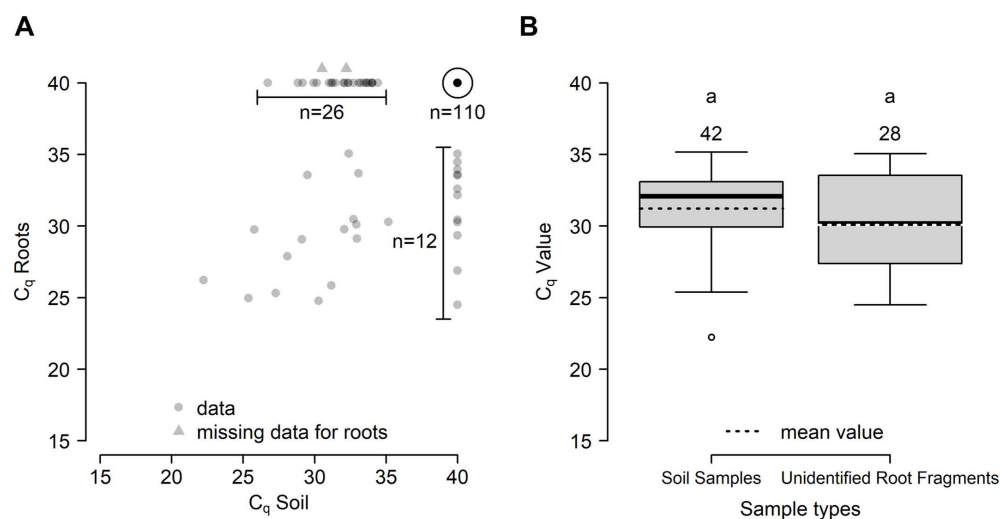 A
40
35
30
25
20
15
Cq Roots
n=26
n=110
n=12
data
missing data for roots
15 20 25 30 35 40
Cq Soil
B
40
35
30
25
20
15
Cq Value
a a
42 28
mean value
Soil Samples Unidentified Root Fragments
Sample types